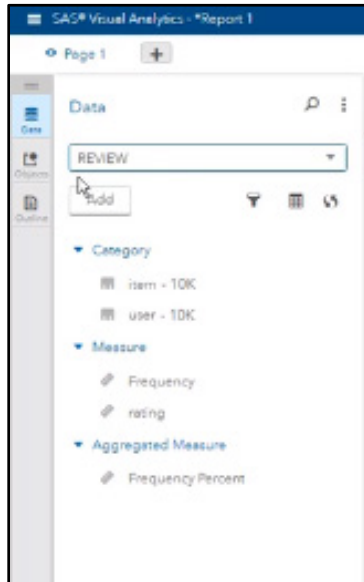 SAS® Visual Analytics - *Report 1
Page 1 +
Data
Data
REVIEW
Objects
Add
Outline
Category
item - 10K
user - 10K
Measure
Frequency
rating
Aggregated Measure
Frequency Percent